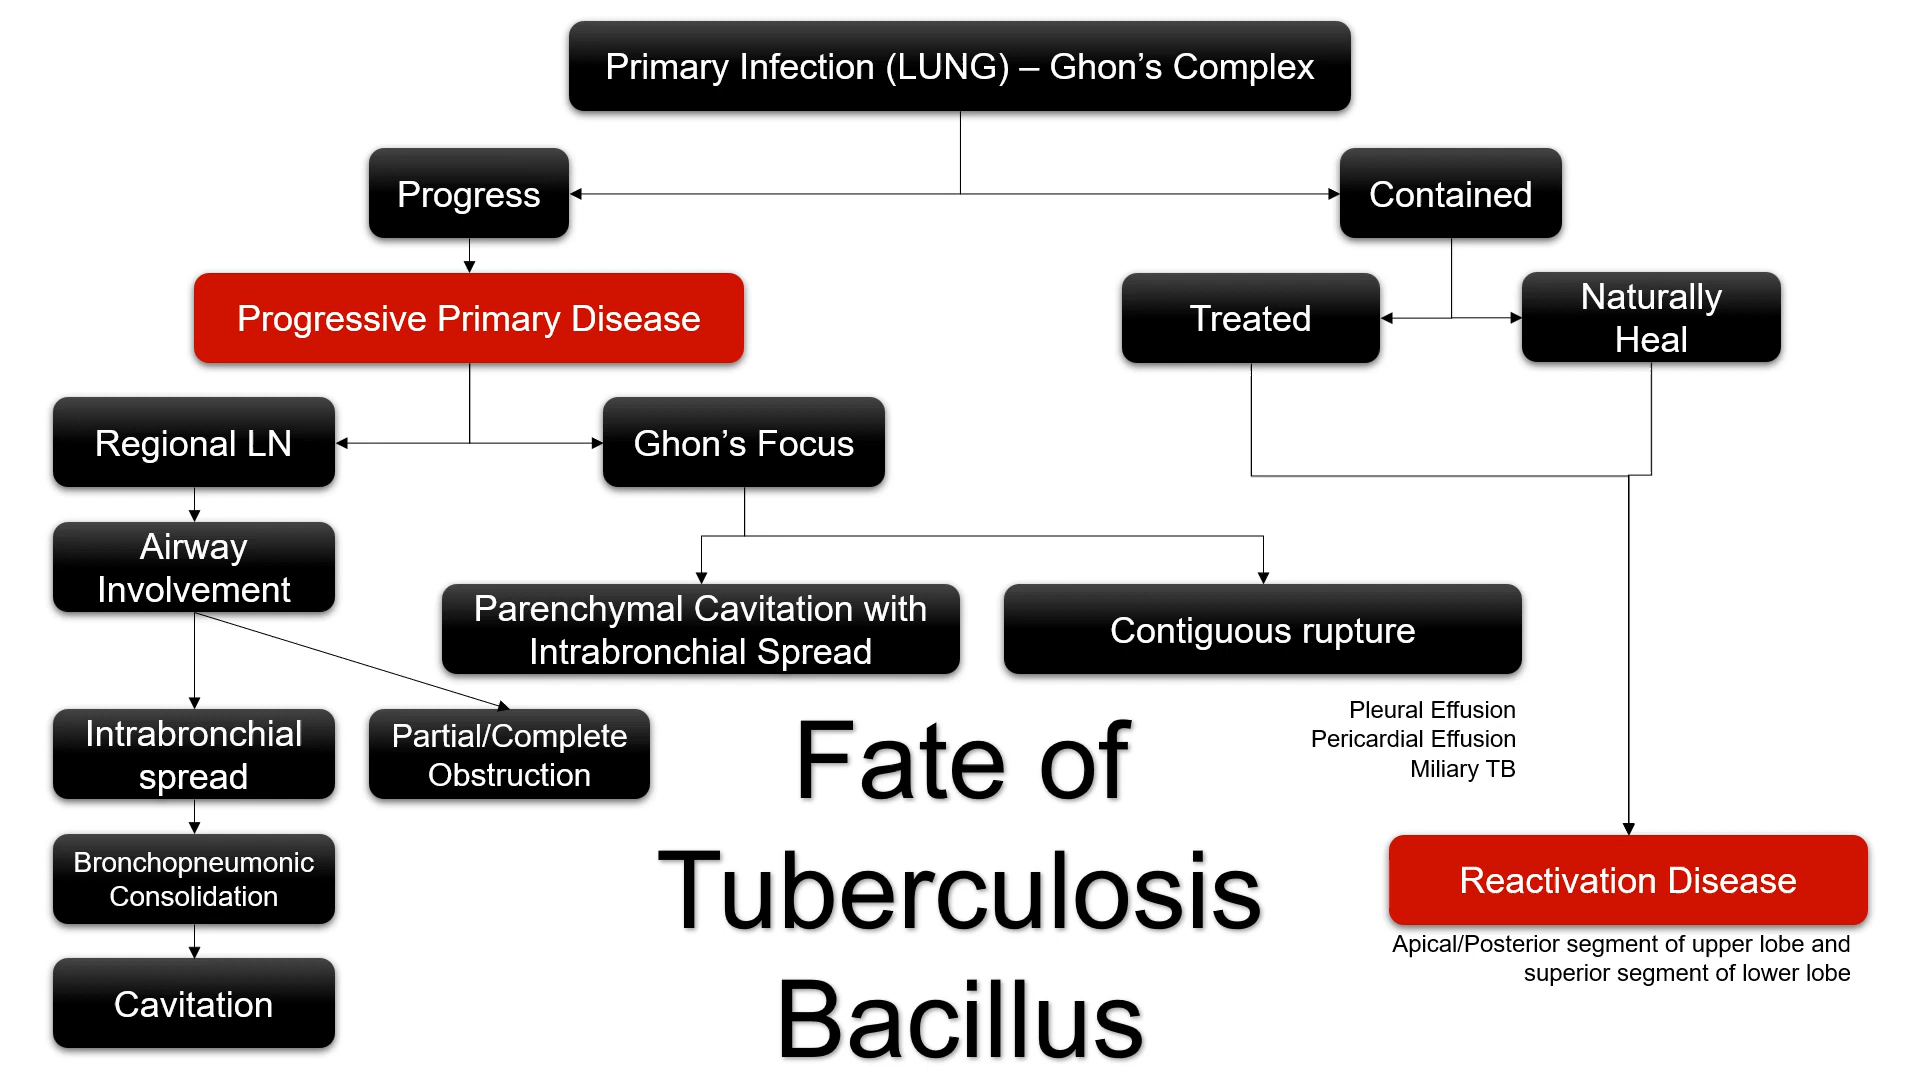 Primary Infection (LUNG) – Ghon’s Complex
Progress
Contained
Progressive Primary Disease
Treated
Naturally
Heal
Regional LN
Ghon’s Focus
Airway
Involvement
Parenchymal Cavitation with
Intrabronchial Spread
Contiguous rupture
Intrabronchial
spread
Partial/Complete
Obstruction
Pleural Effusion
Pericardial Effusion
Miliary TB
Fate of
Tuberculosis
Bacillus
Bronchopneumonic
Consolidation
Reactivation Disease
Apical/Posterior segment of upper lobe and
superior segment of lower lobe
Cavitation